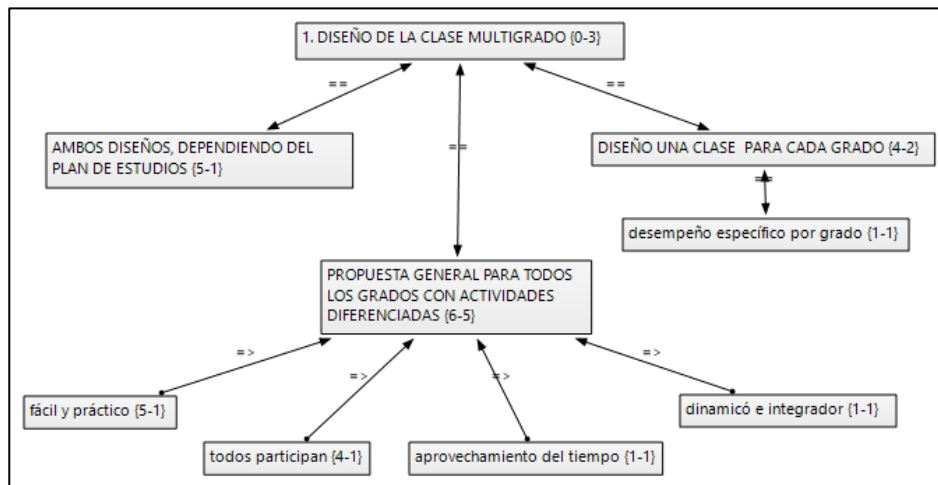 1. DISEÑO DE LA CLASE MULTIGRADO {0-3}
==
==
==
AMBOS DISEÑOS, DEPENDIENDO DEL
PLAN DE ESTUDIOS {5-1}
DISEÑO UNA CLASE  PARA CADA GRADO {4-2}
==
desempeño específico por grado {1-1}
PROPUESTA GENERAL PARA TODOS
LOS GRADOS CON ACTIVIDADES
DIFERENCIADAS {6-5}
=>
=>
=>
=>
fácil y práctico {5-1}
dinamicó e integrador {1-1}
todos participan {4-1}
aprovechamiento del tiempo {1-1}